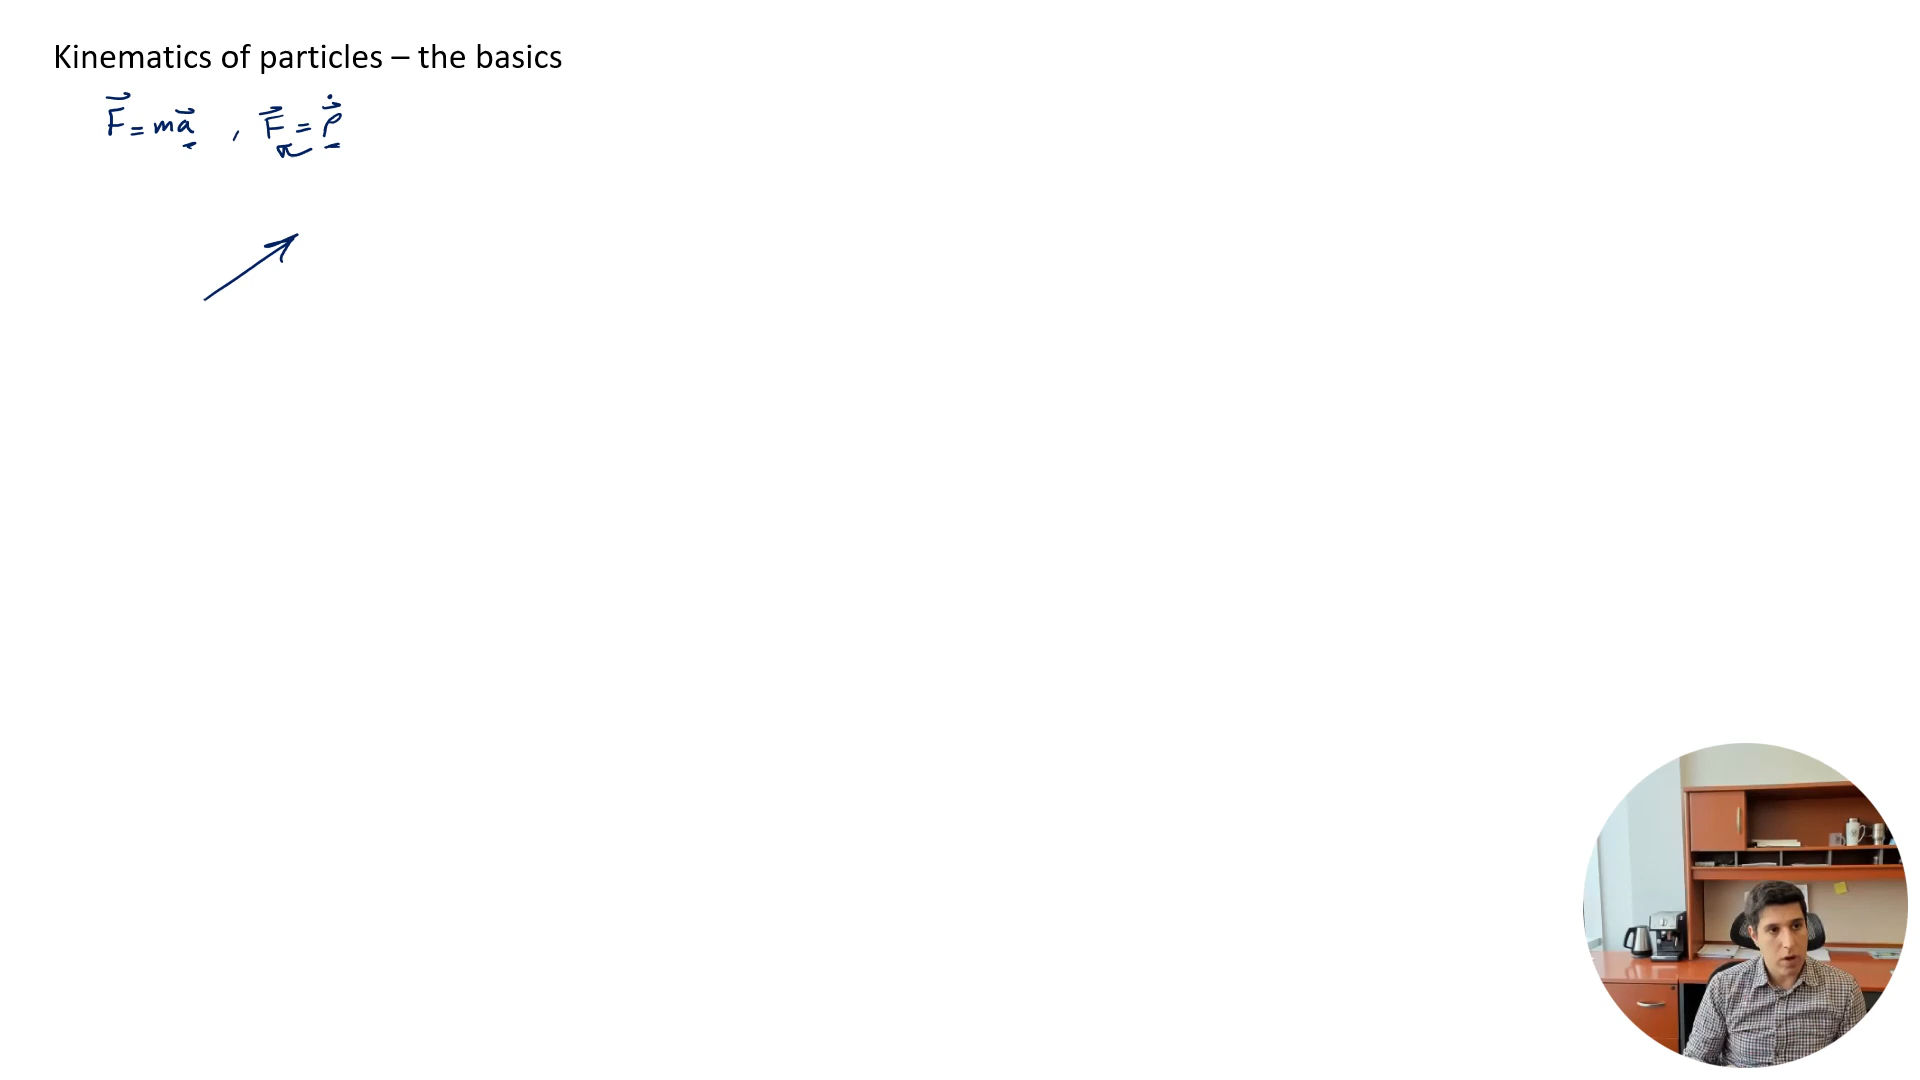 Kinematics of particles – the basics
F⃗ = ma⃗ , F⃗ = ṗ⃗